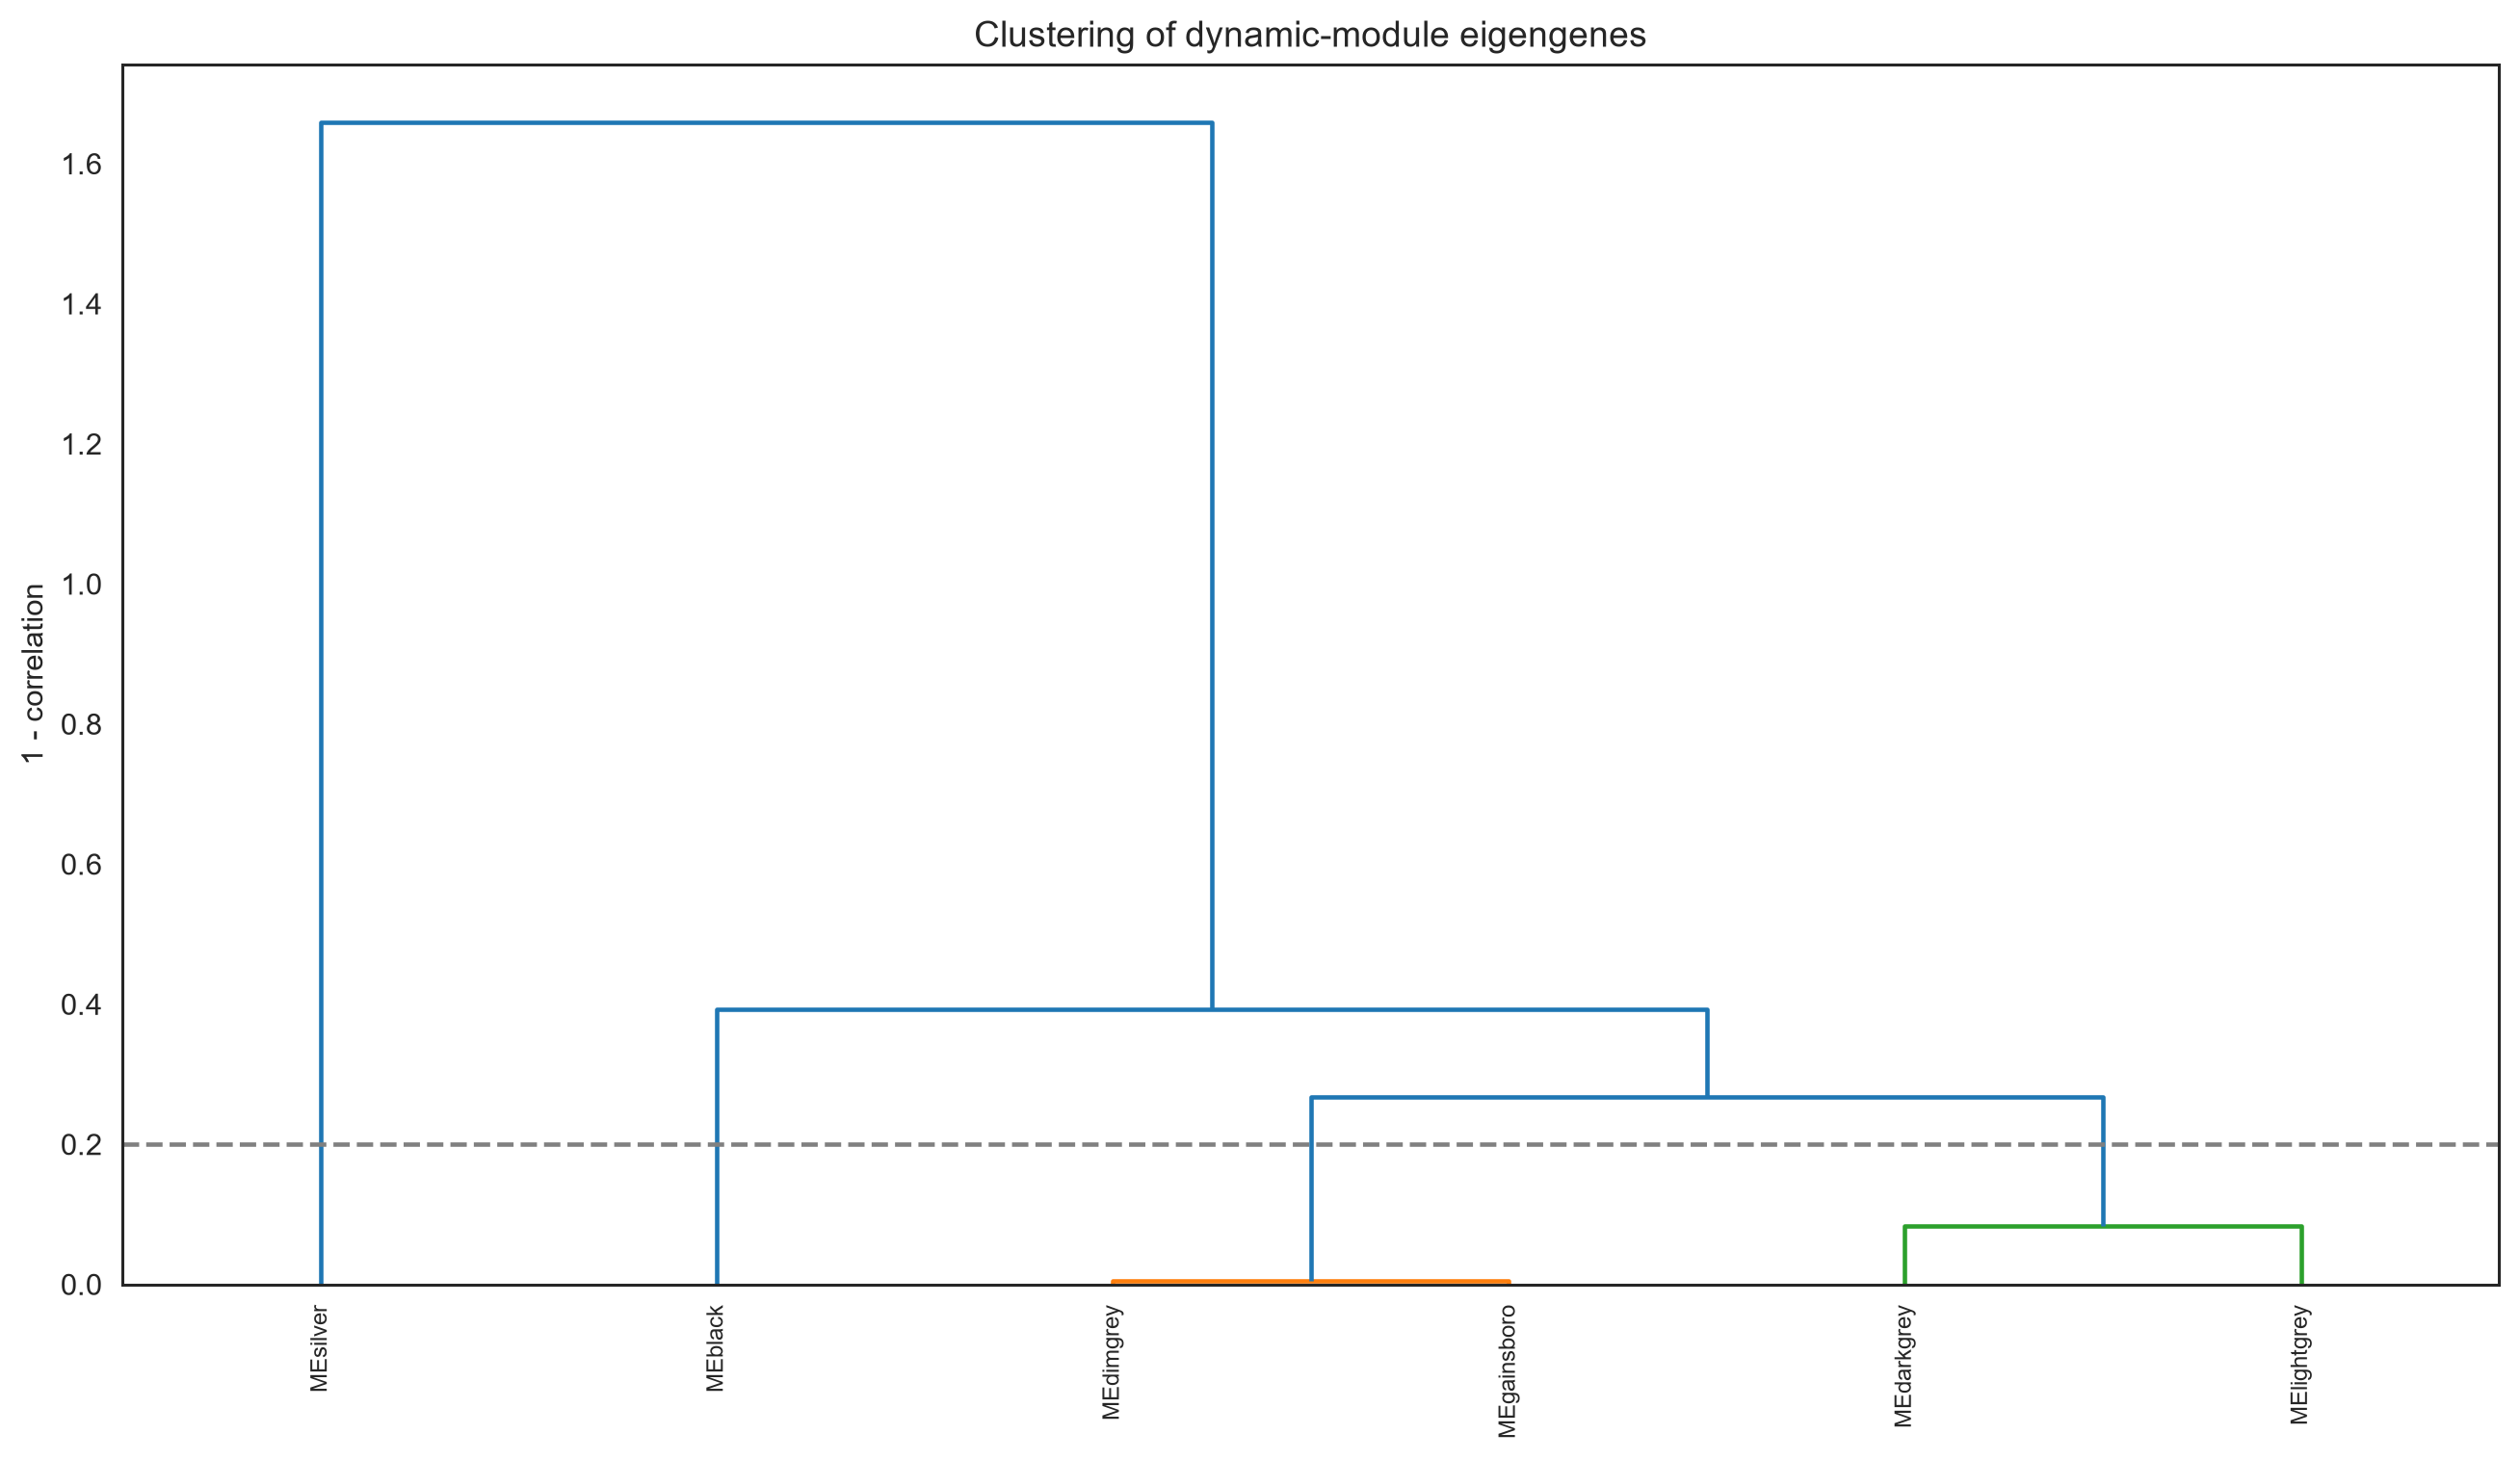 Clustering of dynamic-module eigengenes
1 - correlation
1.6
1.4
1.2
1.0
0.8
0.6
0.4
0.2
0.0
MEsilver
MEblack
MEdimgrey
MEgainsboro
MEdarkgrey
MElightgrey